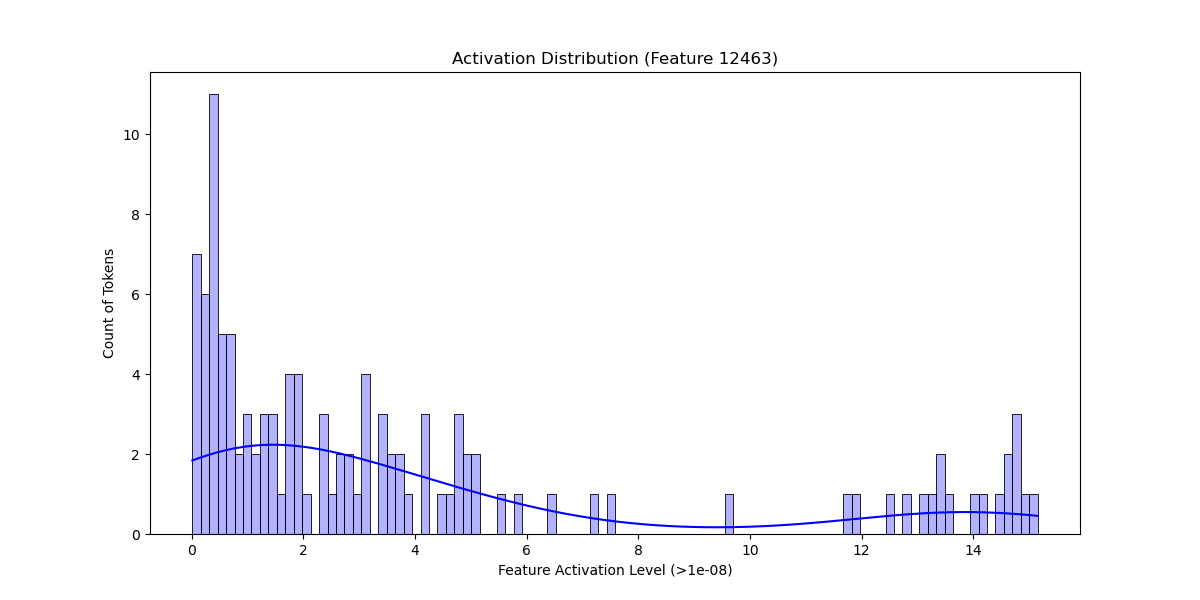 Activation Distribution (Feature 12463)
Count of Tokens
10
8
6
4
2
0
0 2 4 6 8 10 12 14
Feature Activation Level (>1e-08)